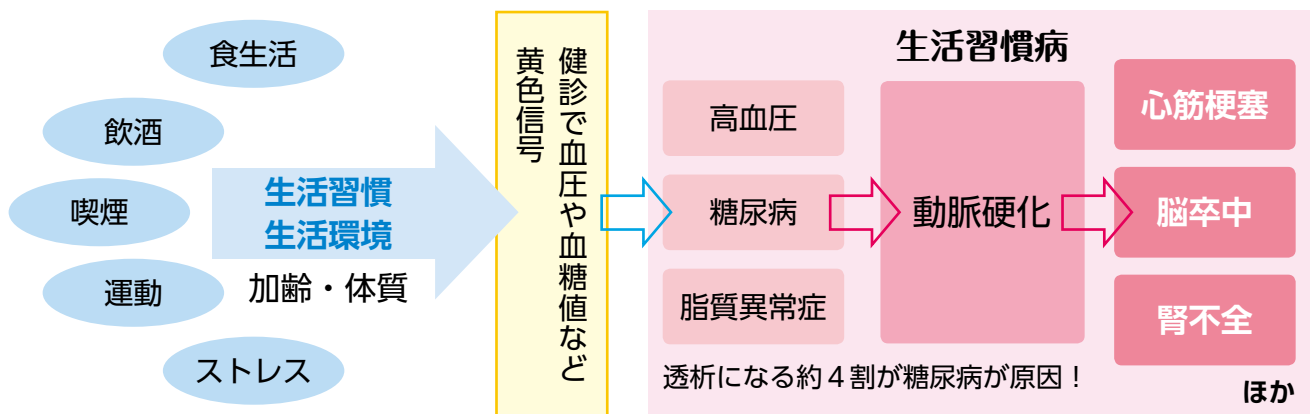 食生活
飲酒
喫煙
運動
ストレス
生活習慣
生活環境
加齢・体質
健診で血圧や血糖値など
黄色信号
生活習慣病
高血圧
糖尿病
脂質異常症
動脈硬化
心筋梗塞
脳卒中
腎不全
透析になる約4割が糖尿病が原因！
ほか